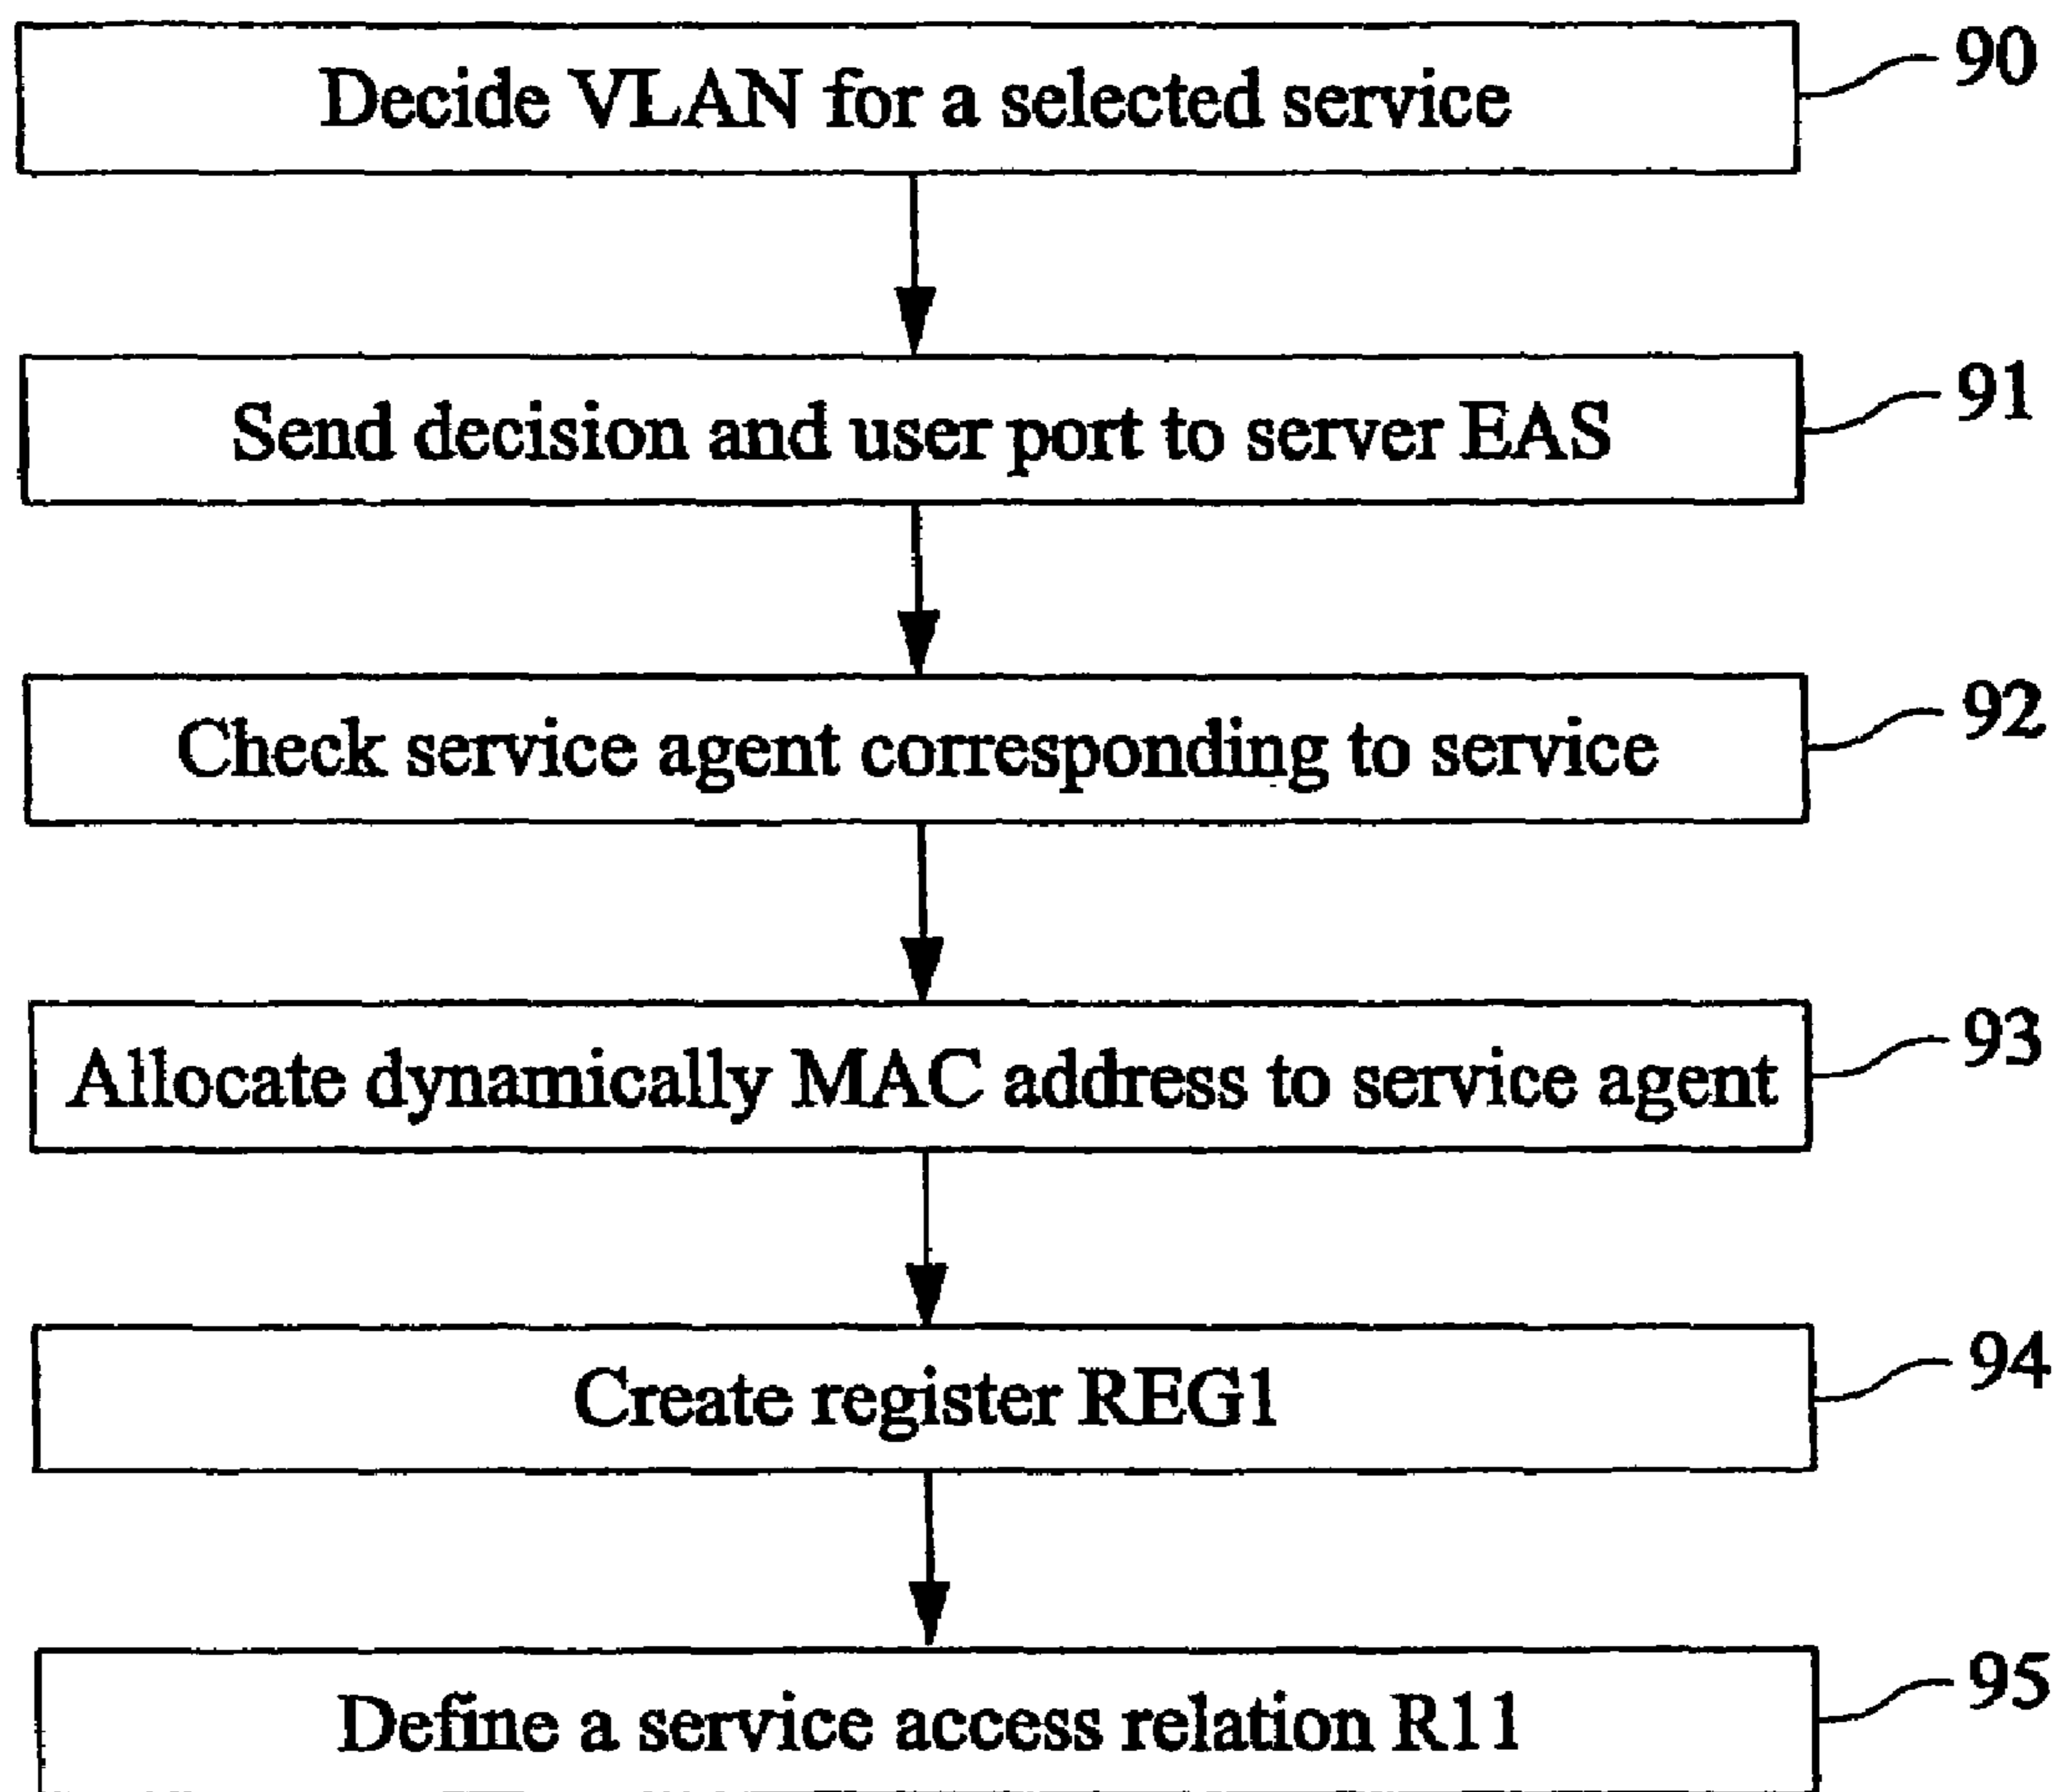 Decide VLAN for a selected service
90
Send decision and user port to server EAS
91
Check service agent corresponding to service
92
Allocate dynamically MAC address to service agent
93
Create register REG1
94
Define a service access relation R11
95